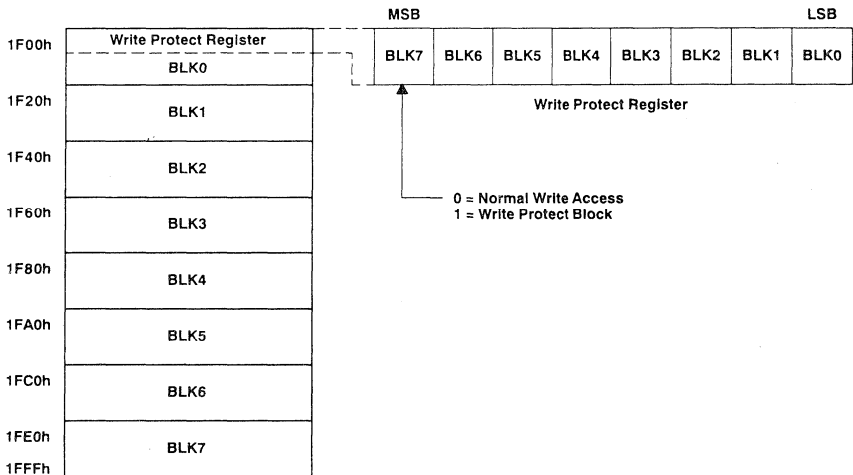 MSB LSB
1F00h Write Protect Register BLK7 BLK6 BLK5 BLK4 BLK3 BLK2 BLK1 BLK0
BLK0
Write Protect Register
1F20h BLK1
1F40h BLK2
0 = Normal Write Access
1 = Write Protect Block
1F60h BLK3
1F80h BLK4
1FA0h BLK5
1FC0h BLK6
1FE0h BLK7
1FFFh